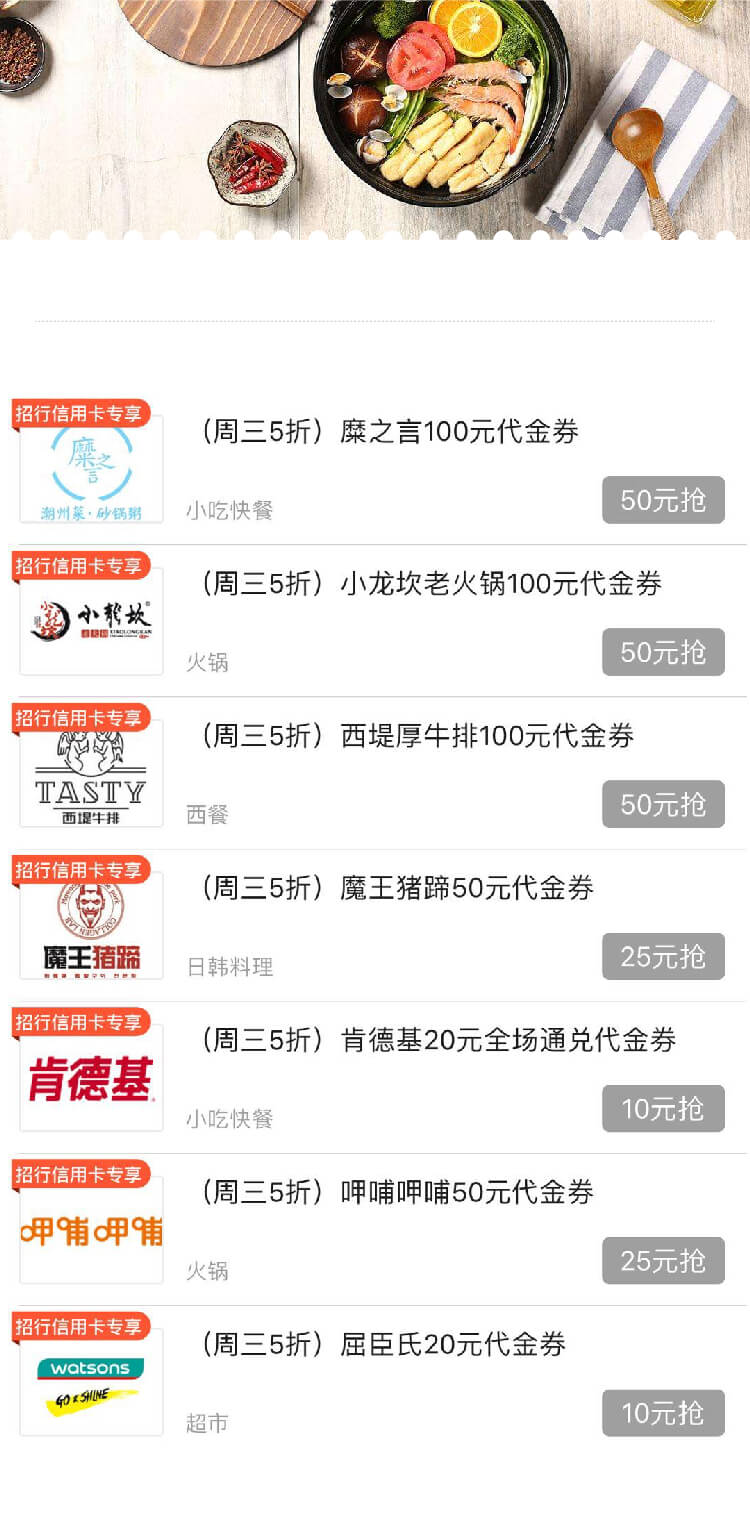 招行信用卡专享
糜之言
潮州菜·砂锅粥
（周三5折）糜之言100元代金券
小吃快餐
50元抢
招行信用卡专享
小龙坎
小龙坎
XIAOLONGKAN
（周三5折）小龙坎老火锅100元代金券
火锅
50元抢
招行信用卡专享
TASTY
西堤牛排
（周三5折）西堤厚牛排100元代金券
西餐
50元抢
招行信用卡专享
COLLAGEN LAB
魔王猪蹄
（周三5折）魔王猪蹄50元代金券
日韩料理
25元抢
招行信用卡专享
肯德基
（周三5折）肯德基20元全场通兑代金券
小吃快餐
10元抢
招行信用卡专享
呷哺呷哺
（周三5折）呷哺呷哺50元代金券
火锅
25元抢
招行信用卡专享
watsons
GO & SHINE
（周三5折）屈臣氏20元代金券
超市
10元抢